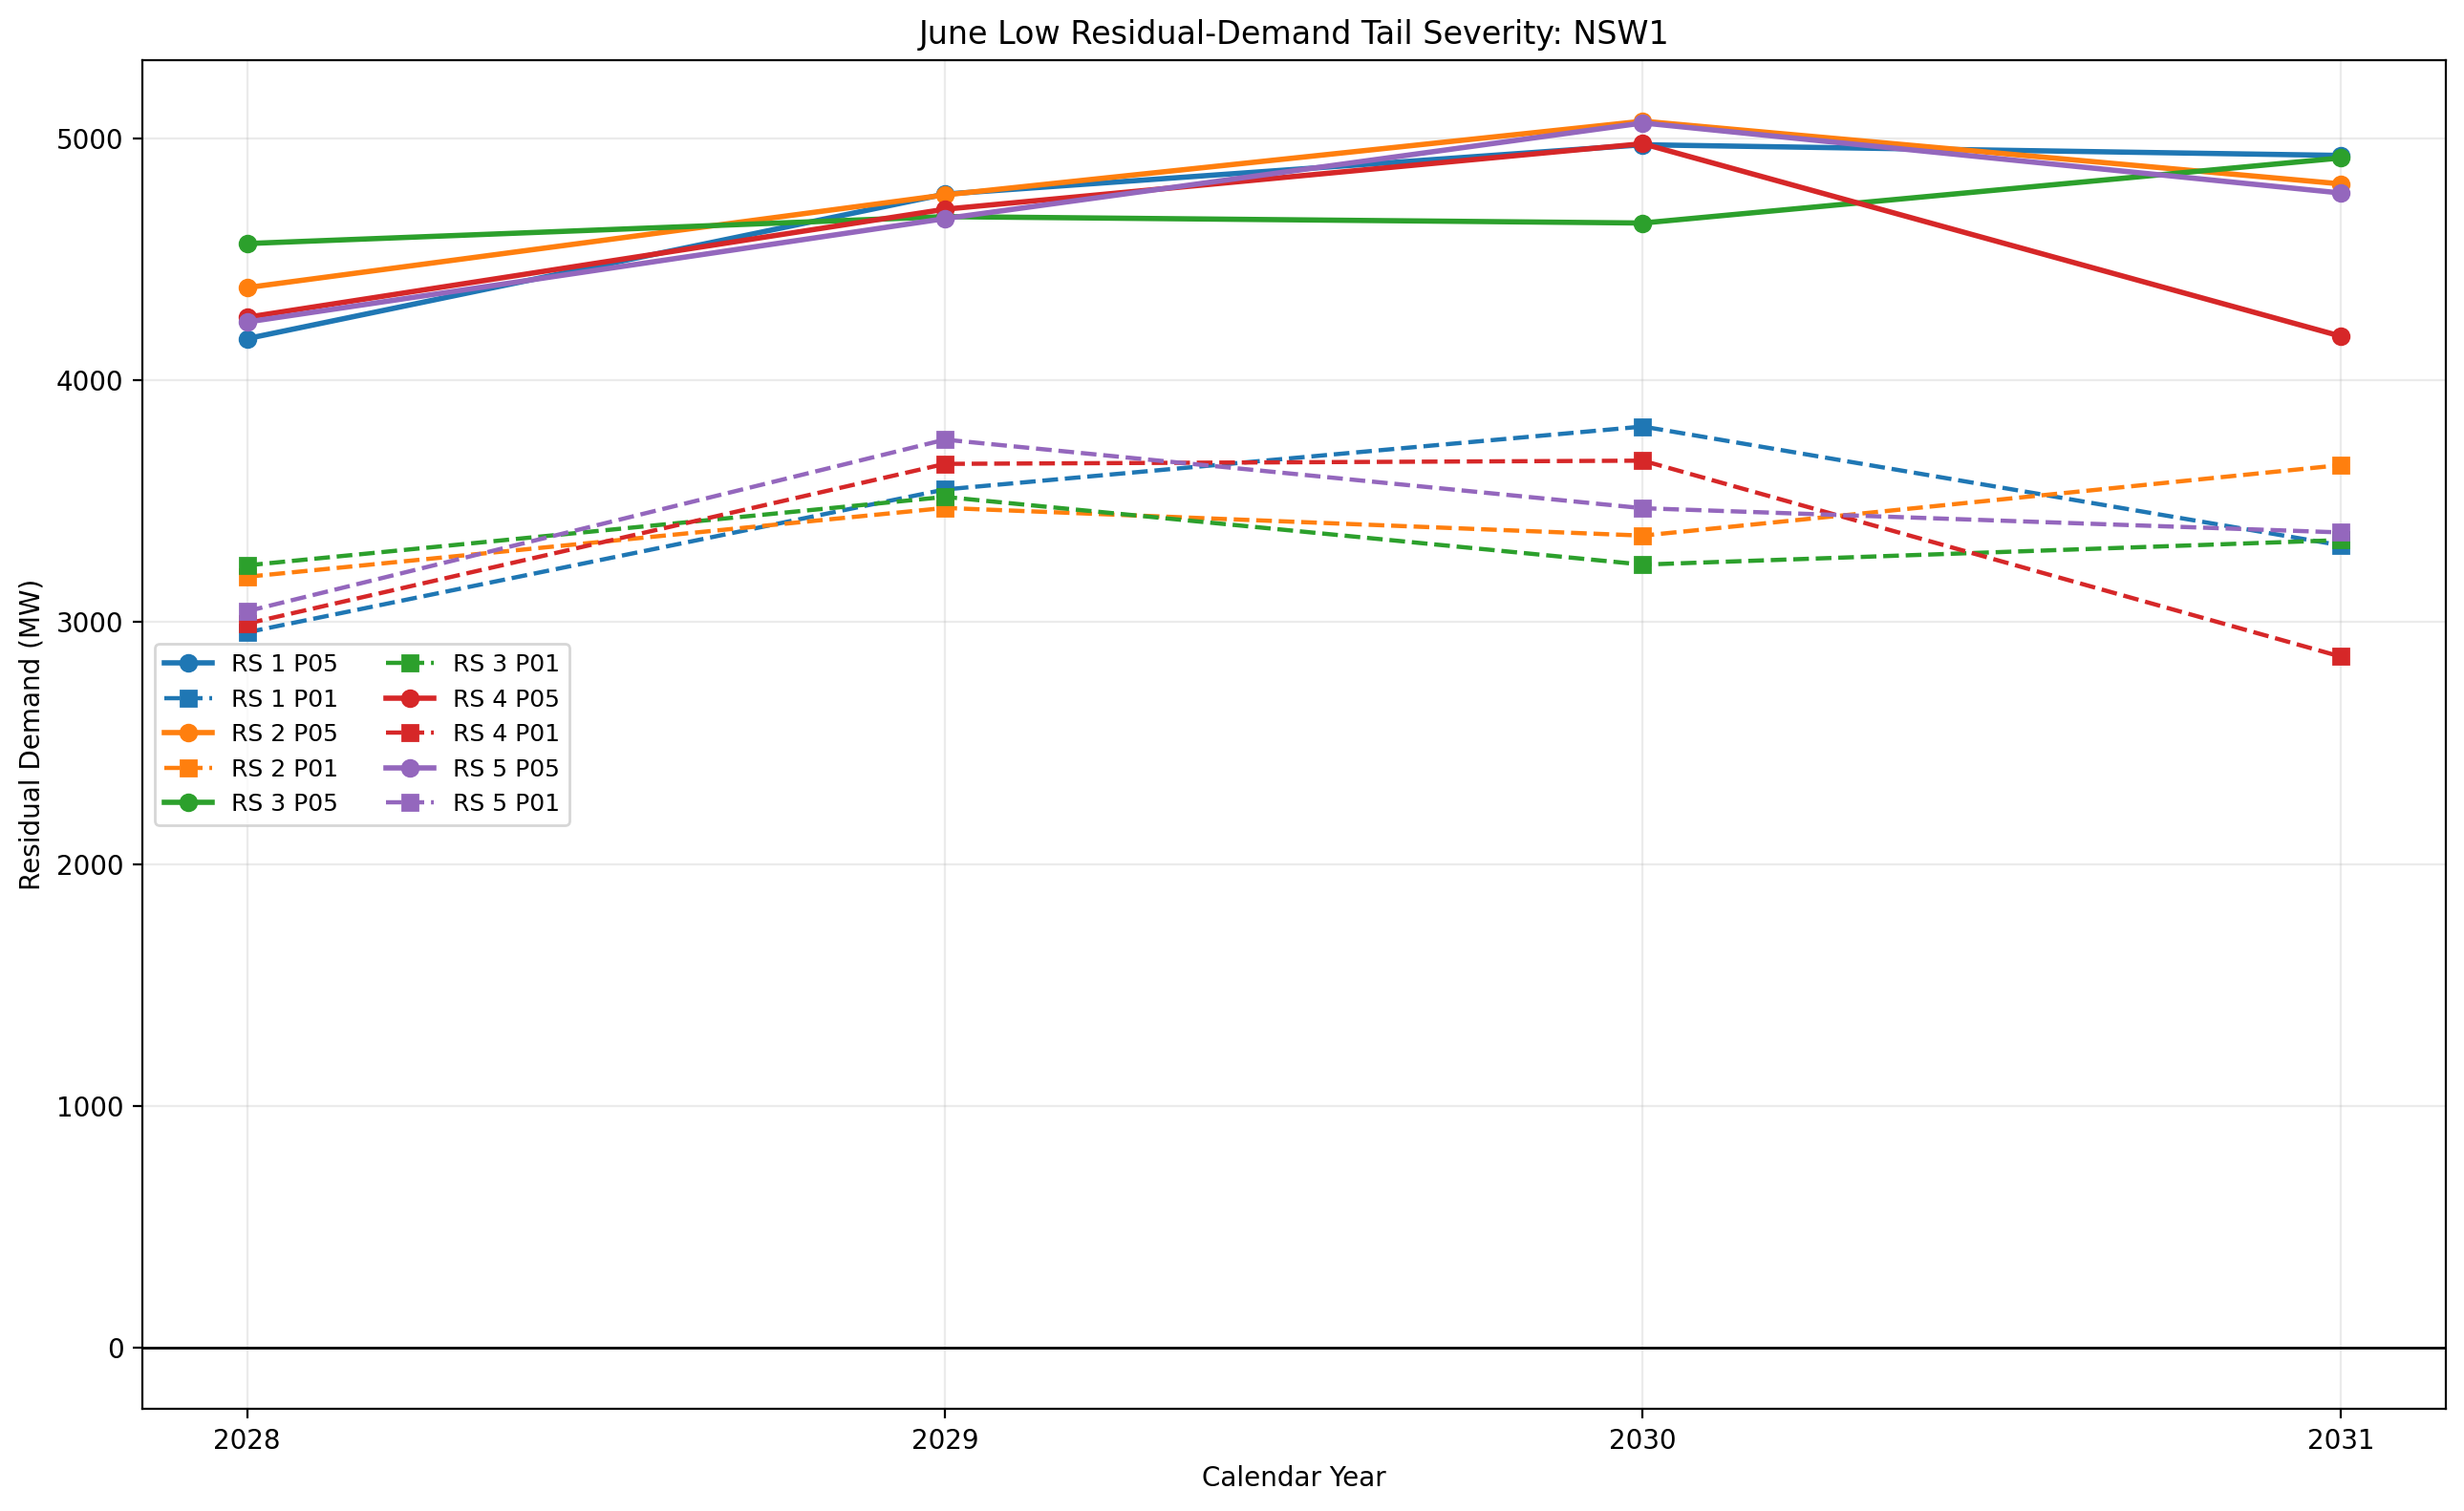 June Low Residual-Demand Tail Severity: NSW1
Residual Demand (MW)
5000
4000
3000
2000
1000
0
RS 1 P05
RS 1 P01
RS 2 P05
RS 2 P01
RS 3 P05
RS 3 P01
RS 4 P05
RS 4 P01
RS 5 P05
RS 5 P01
2028
2029
2030
2031
Calendar Year